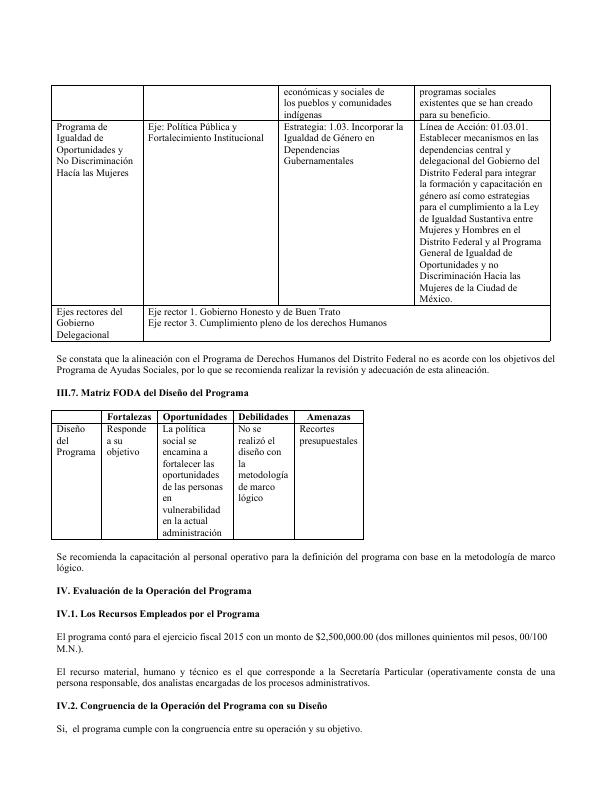 económicas y sociales de
los pueblos y comunidades
indígenas
programas sociales
existentes que se han creado
para su beneficio.
Programa de
Igualdad de
Oportunidades y
No Discriminación
Hacía las Mujeres
Eje: Política Pública y
Fortalecimiento Institucional
Estrategia: 1.03. Incorporar la
Igualdad de Género en
Dependencias
Gubernamentales
Línea de Acción: 01.03.01.
Establecer mecanismos en las
dependencias central y
delegacional del Gobierno del
Distrito Federal para integrar
la formación y capacitación en
género así como estrategias
para el cumplimiento a la Ley
de Igualdad Sustantiva entre
Mujeres y Hombres en el
Distrito Federal y al Programa
General de Igualdad de
Oportunidades y no
Discriminación Hacia las
Mujeres de la Ciudad de
México.
Ejes rectores del
Gobierno
Delegacional
Eje rector 1. Gobierno Honesto y de Buen Trato
Eje rector 3. Cumplimiento pleno de los derechos Humanos
Se constata que la alineación con el Programa de Derechos Humanos del Distrito Federal no es acorde con los objetivos del
Programa de Ayudas Sociales, por lo que se recomienda realizar la revisión y adecuación de esta alineación.
III.7. Matriz FODA del Diseño del Programa
Fortalezas Oportunidades Debilidades Amenazas
Diseño
del
Programa
Responde
a su
objetivo
La política
social se
encamina a
fortalecer las
oportunidades
de las personas
en
vulnerabilidad
en la actual
administración
No se
realizó el
diseño con
la
metodología
de marco
lógico
Recortes
presupuestales
Se recomienda la capacitación al personal operativo para la definición del programa con base en la metodología de marco
lógico.
IV. Evaluación de la Operación del Programa
IV.1. Los Recursos Empleados por el Programa
El programa contó para el ejercicio fiscal 2015 con un monto de $2,500,000.00 (dos millones quinientos mil pesos, 00/100
M.N.).
El recurso material, humano y técnico es el que corresponde a la Secretaría Particular (operativamente consta de una
persona responsable, dos analistas encargadas de los procesos administrativos.
IV.2. Congruencia de la Operación del Programa con su Diseño
Si, el programa cumple con la congruencia entre su operación y su objetivo.